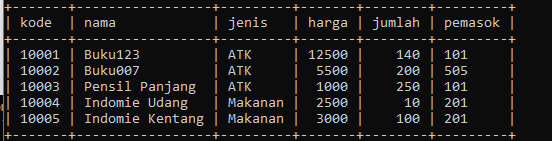 +-------+-----------------+---------+-------+--------+---------+
| kode  | nama            | jenis   | harga | jumlah | pemasok |
+-------+-----------------+---------+-------+--------+---------+
| 10001 | Buku123         | ATK     | 12500 |    140 | 101     |
| 10002 | Buku007         | ATK     |  5500 |    200 | 505     |
| 10003 | Pensil Panjang  | ATK     |  1000 |    250 | 101     |
| 10004 | Indomie Udang   | Makanan |  2500 |     10 | 201     |
| 10005 | Indomie Kentang | Makanan |  3000 |    100 | 201     |
+-------+-----------------+---------+-------+--------+---------+